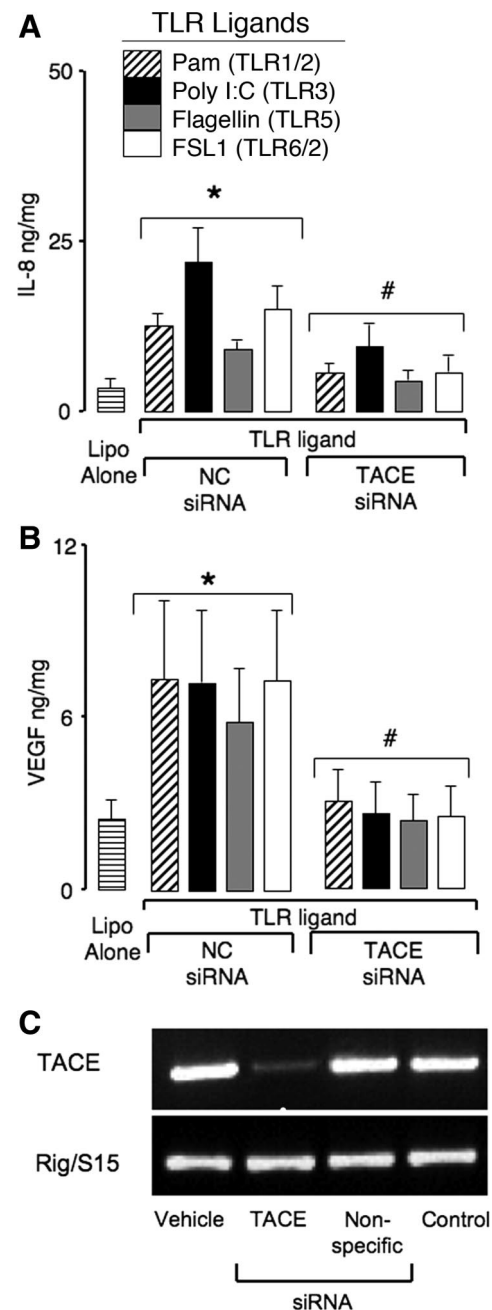 A
TLR Ligands
Pam (TLR1/2)
Poly I:C (TLR3)
Flagellin (TLR5)
FSL1 (TLR6/2)
50
25
0
IL-8 ng/mg
*
#
Lipo
Alone
TLR ligand
NC
siRNA
TACE
siRNA
B
12
6
0
VEGF ng/mg
*
#
Lipo
Alone
TLR ligand
NC
siRNA
TACE
siRNA
C
TACE
Rig/S15
Vehicle TACE Non- Control
specific
siRNA